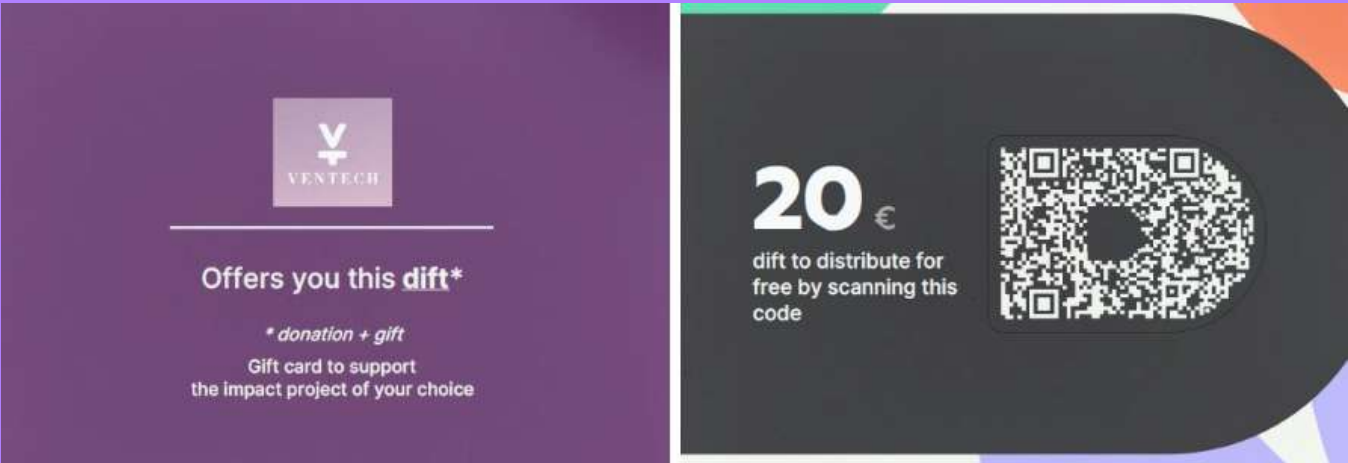 VENTECH
Offers you this dift*
* donation + gift
Gift card to support
the impact project of your choice
20 €
dift to distribute for
free by scanning this
code